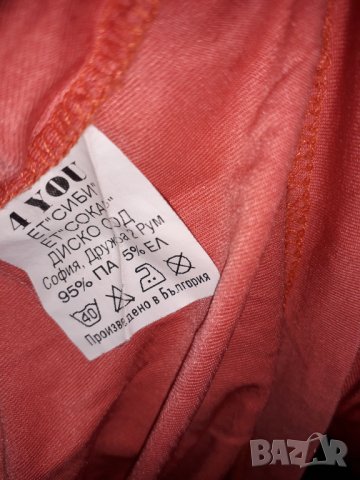 4 YOU
ЕТ"СИБИ"
ЕТ"СОКА"
ДИСКО ООД
София, Дружба 2 Рум
95% ПА 5% ЕЛ
40
Произведено в България
BAZAR